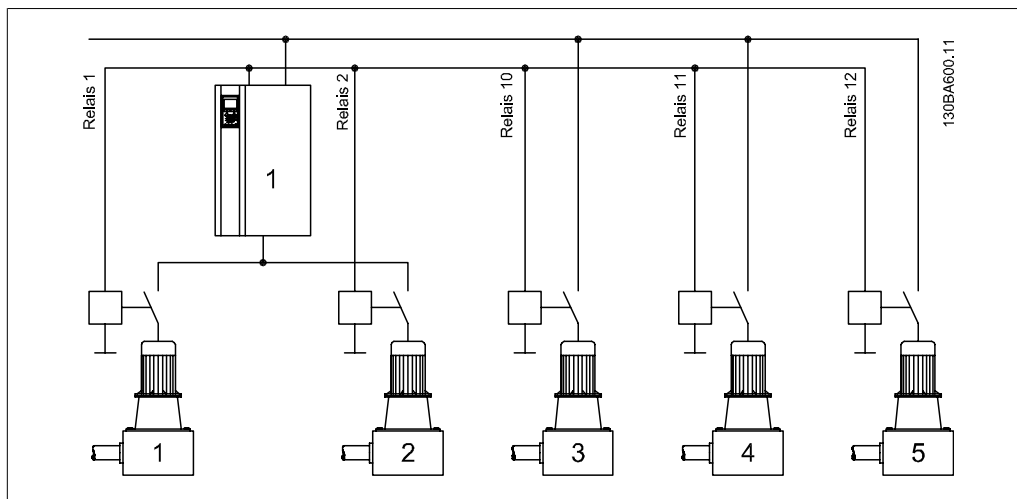 Relais 1
Relais 2
Relais 10
Relais 11
Relais 12
130BA600.11
1
1
2
3
4
5